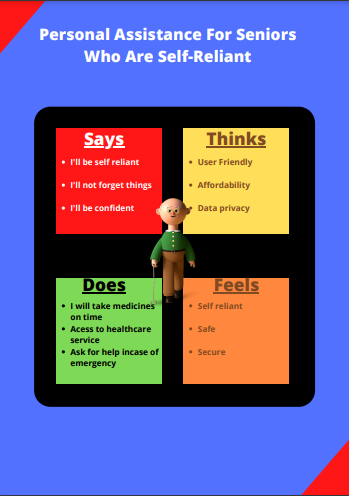 Personal Assistance For Seniors
Who Are Self-Reliant
Says
• I'll be self reliant
• I'll not forget things
• I'll be confident
Thinks
• User Friendly
• Affordability
• Data privacy
Does
• I will take medicines
on time
• Acess to healthcare
service
• Ask for help incase of
emergency
Feels
• Self reliant
• Safe
• Secure